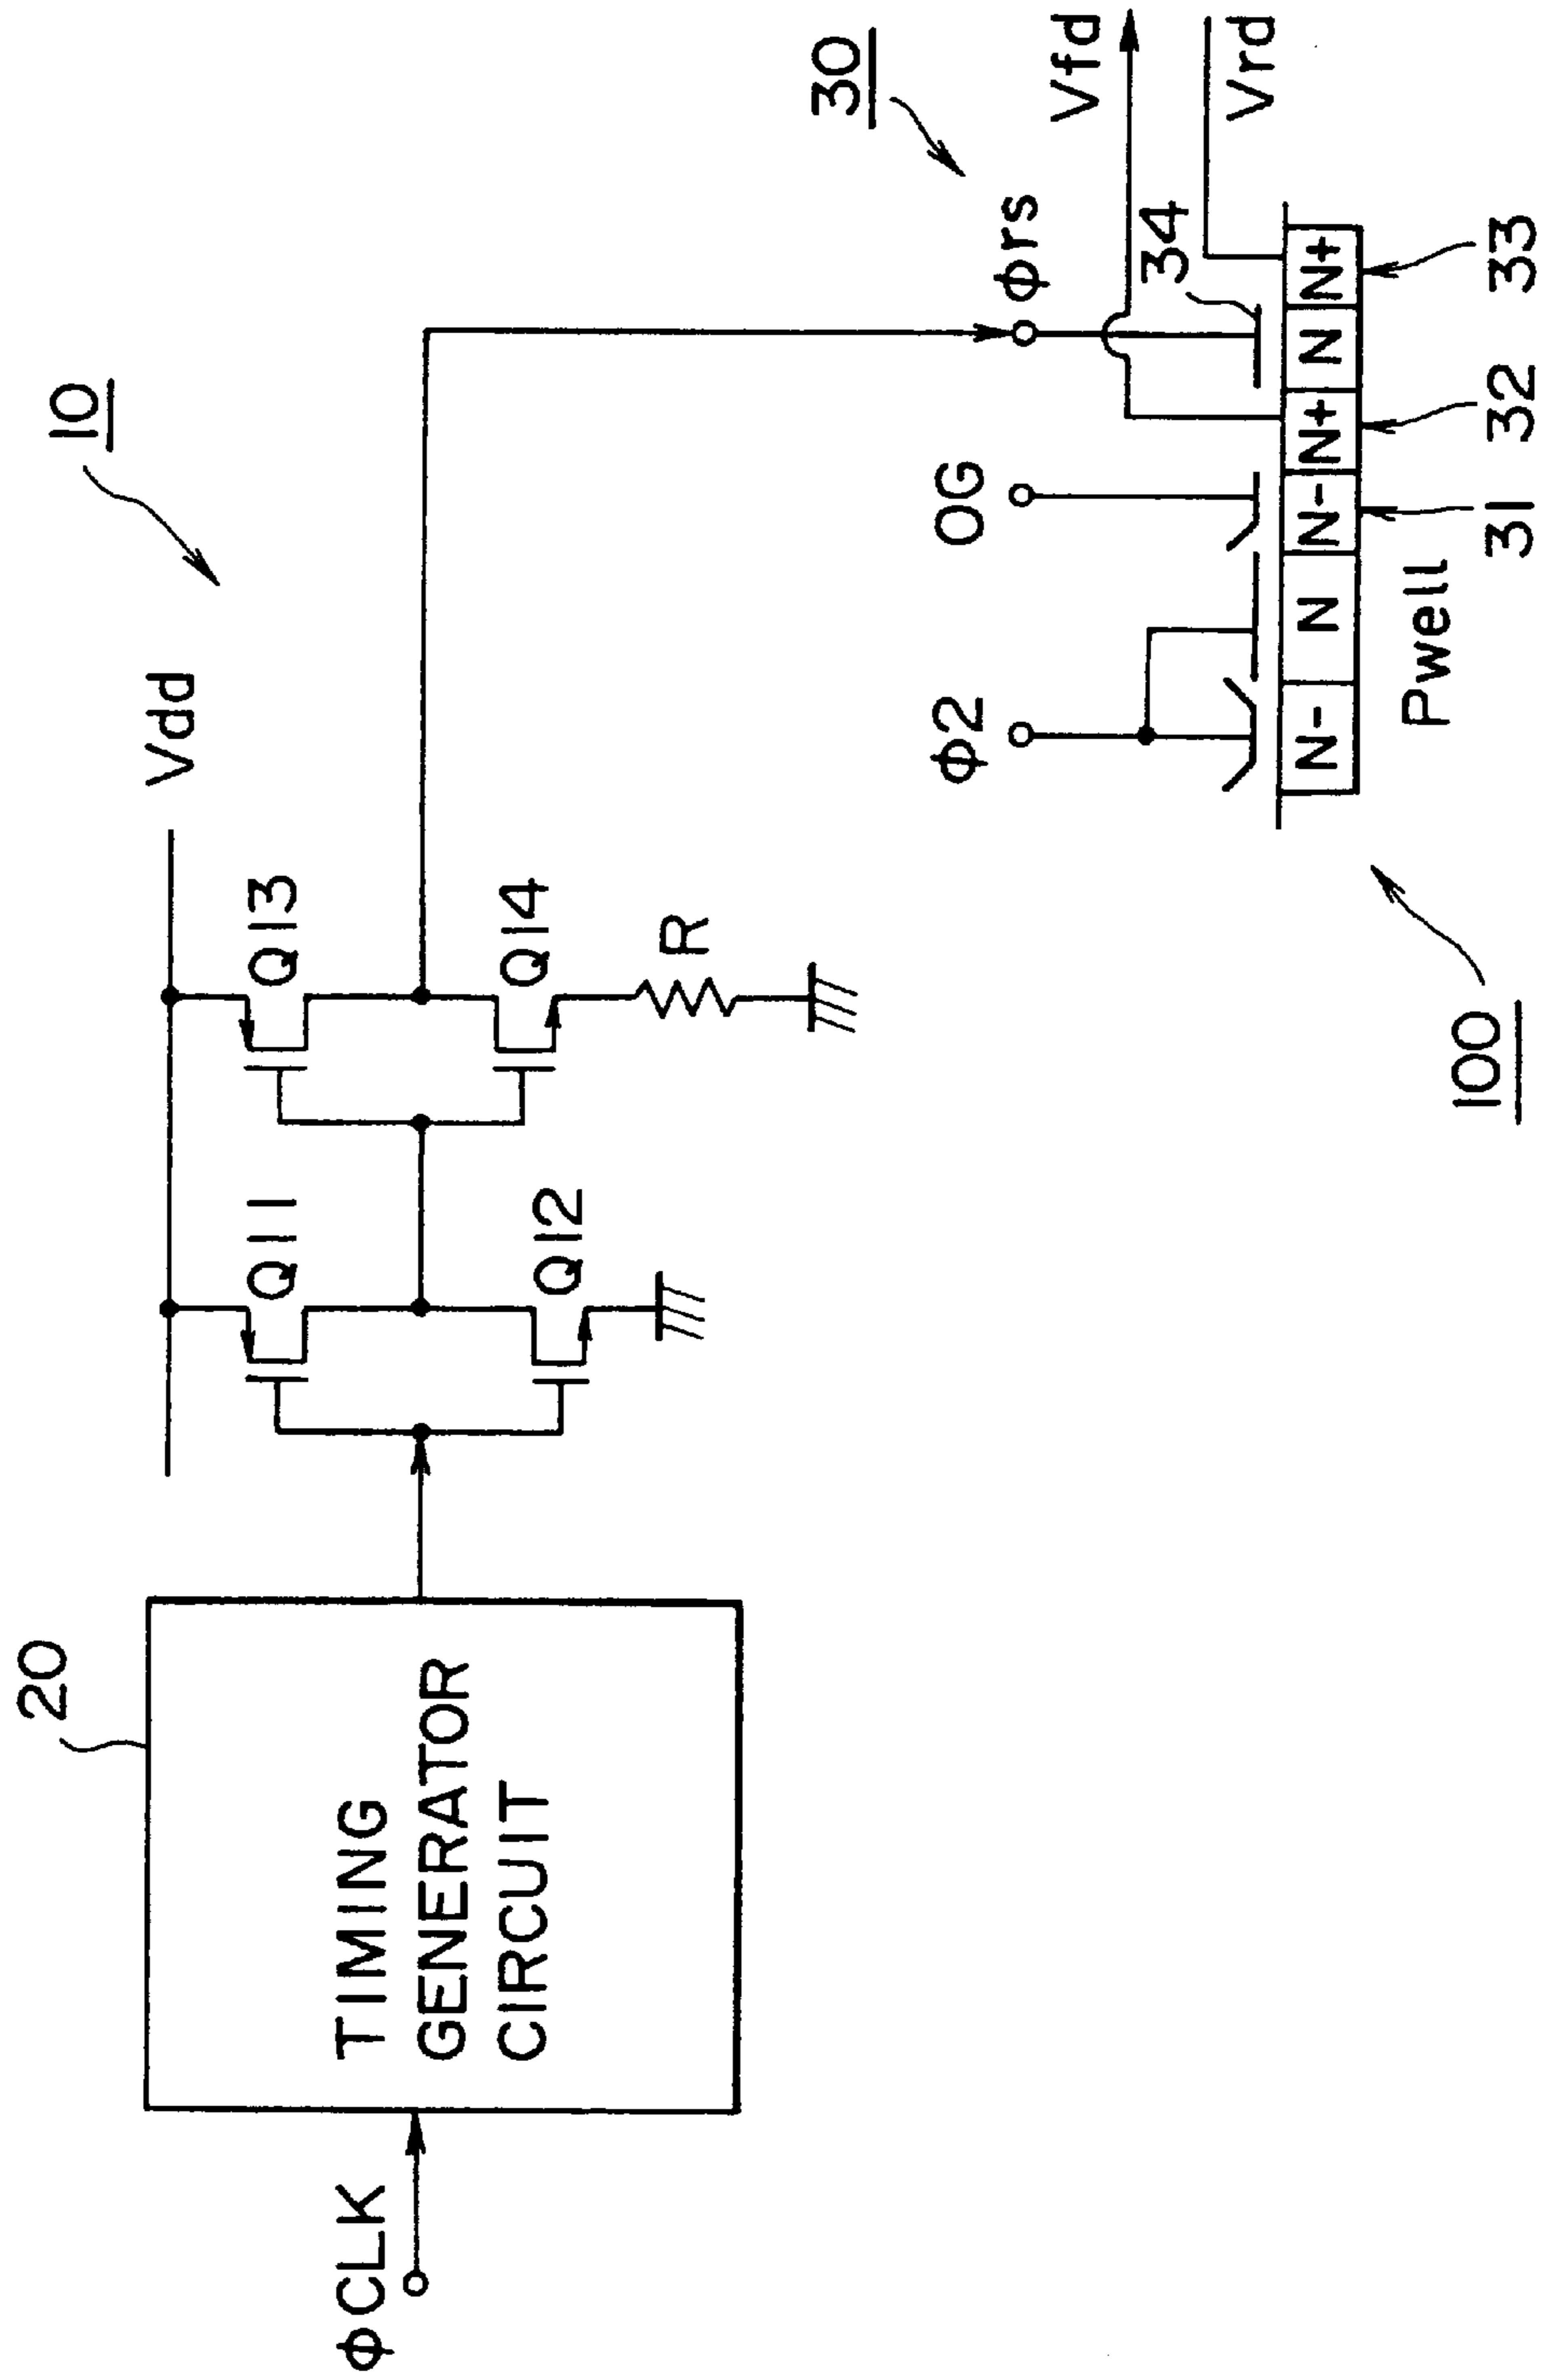 10
20
Vdd
Q11
Q13
Q12
Q14
R
φCLK
TIMING
GENERATOR
CIRCUIT
30
φ2
OG
φrs
Vfd
34
Vrd
N-
N
N-
N+
N
N+
Pwell
31
32
33
100